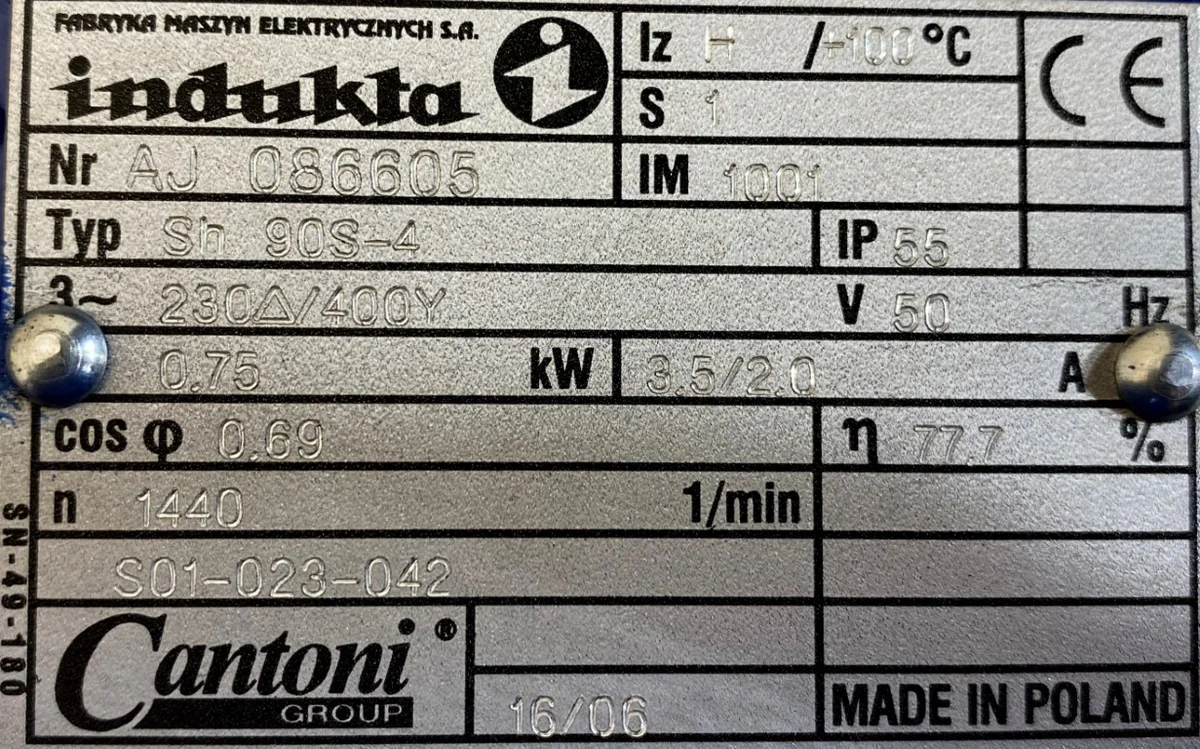 FABRYKA MASZYN ELEKTRYCZNYCH S.A.
indukta
Iz H /+100 °C
CE
S 1
Nr AJ 086605
IM 1001
Typ Sh 90S-4
IP 55
3~ 230Δ/400Y V 50 Hz
0.75 kW 3.5/2.0 A
cos φ 0.69
η 77.7 %
n 1440 1/min
S01-023-042
SN-49-180
Cantoni ®
GROUP
16/06
MADE IN POLAND